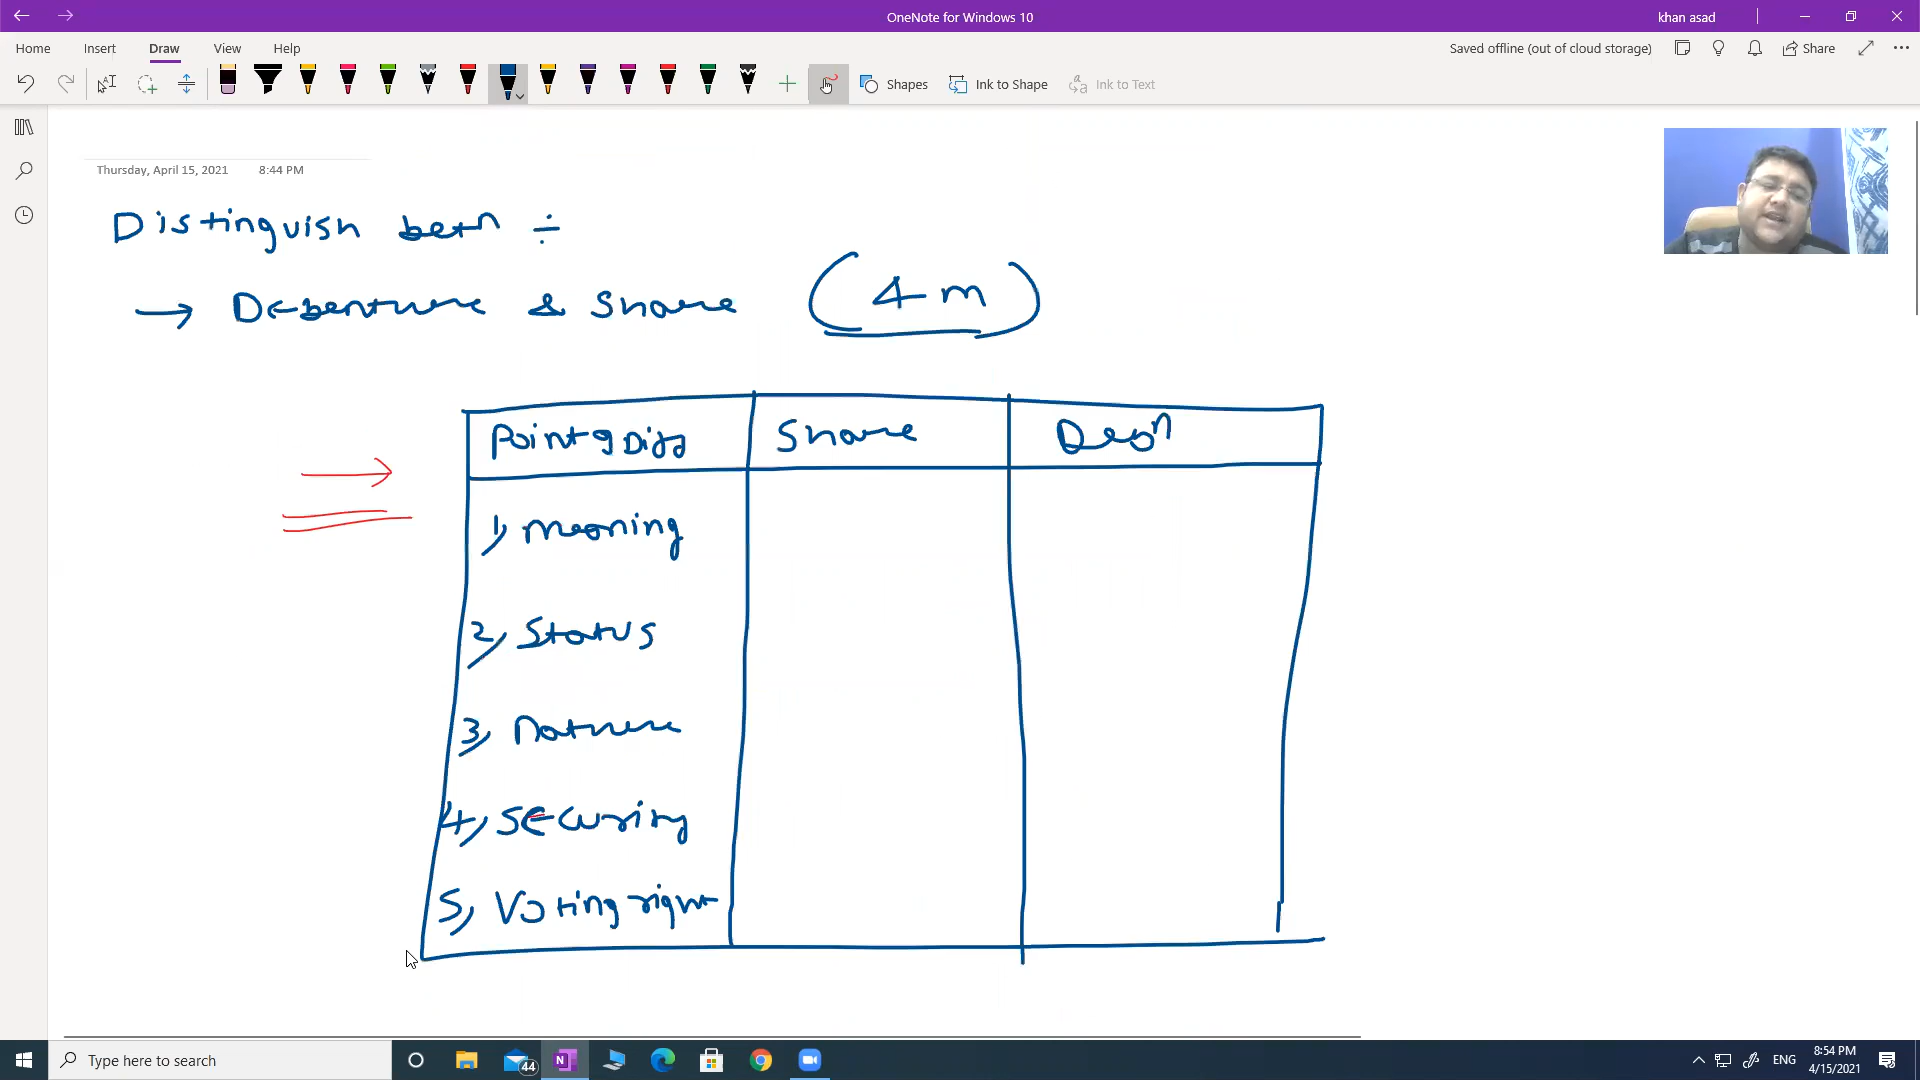 OneNote for Windows 10
khan asad
Home Insert Draw View Help
Saved offline (out of cloud storage)
Share
Shapes
Ink to Shape
Ink to Text
Thursday, April 15, 2021 8:44 PM
Distinguish betn ÷
→ Debenture & Share (4 m)
Point of Diff Share Debn
1, meaning
2, Status
3, Nature
4, Security
5, Voting right
Type here to search
44
ENG
8:54 PM
4/15/2021